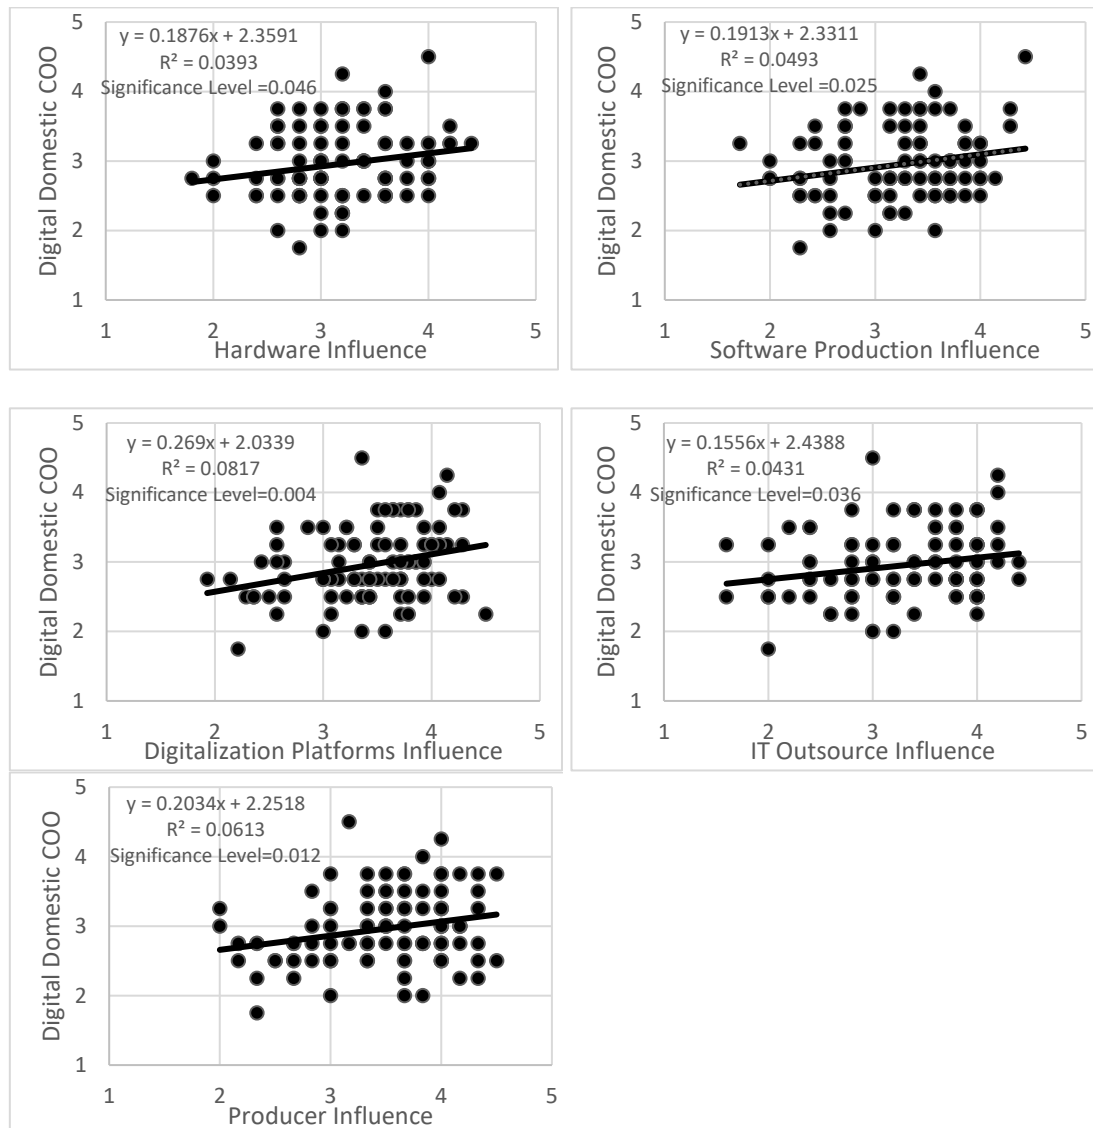 y = 0.1876x + 2.3591
R² = 0.0393
Significance Level =0.046
Digital Domestic COO
5
4
3
2
1
1 2 3 4 5
Hardware Influence
y = 0.1913x + 2.3311
R² = 0.0493
Significance Level =0.025
Digital Domestic COO
5
4
3
2
1
1 2 3 4 5
Software Production Influence
y = 0.269x + 2.0339
R² = 0.0817
Significance Level=0.004
Digital Domestic COO
5
4
3
2
1
1 2 3 4 5
Digitalization Platforms Influence
y = 0.1556x + 2.4388
R² = 0.0431
Significance Level=0.036
Digital Domestic COO
5
4
3
2
1
1 2 3 4 5
IT Outsource Influence
y = 0.2034x + 2.2518
R² = 0.0613
Significance Level=0.012
Digital Domestic COO
5
4
3
2
1
1 2 3 4 5
Producer Influence